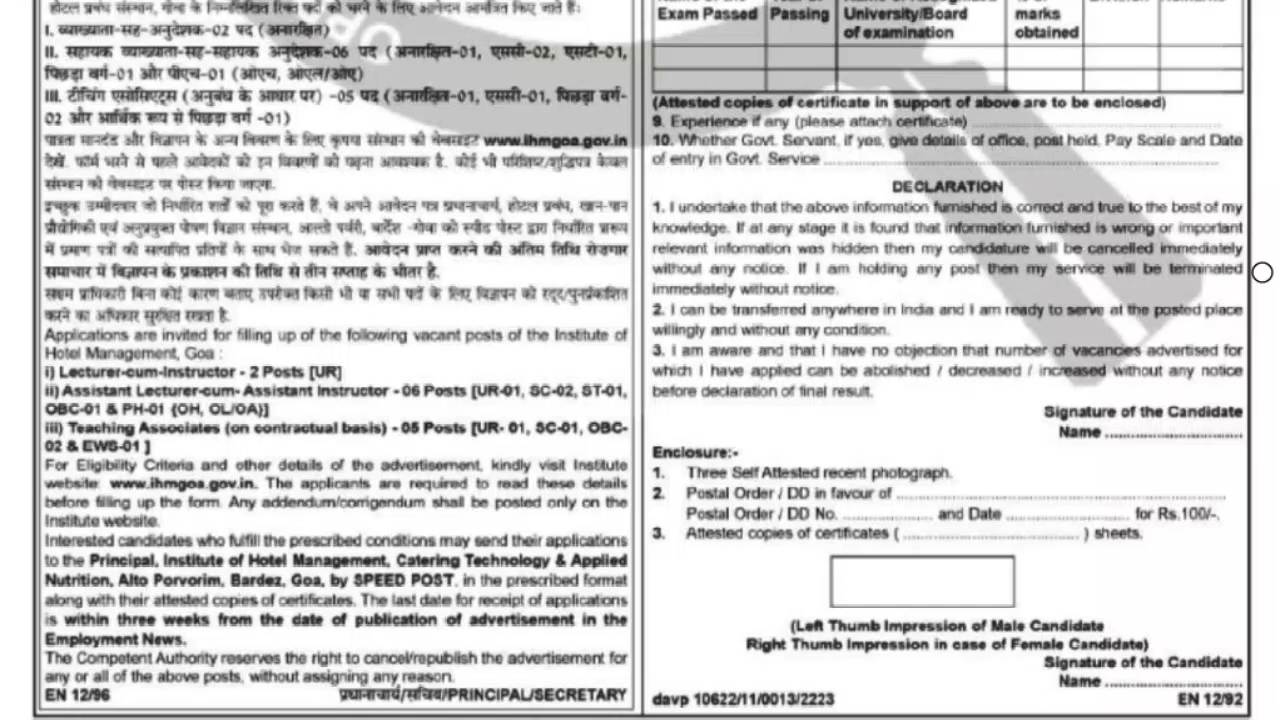 होटल प्रबंध संस्थान, गोवा के निम्नलिखित रिक्त पदों को भरने के लिए आवेदन आमंत्रित किए जाते हैं:
I. व्याख्याता-सह-अनुदेशक-02 पद (अनारक्षित)
II. सहायक व्याख्याता-सह-सहायक अनुदेशक-06 पद (अनारक्षित-01, एससी-02, एसटी-01,
पिछड़ा वर्ग-01 और पीएच-01 (ओएच, ओएल/ओए)
III. टीचिंग एसोसिएट्स (अनुबंध के आधार पर) -05 पद (अनारक्षित-01, एससी-01, पिछड़ा वर्ग-
02 और आर्थिक रूप से पिछड़ा वर्ग -01)
पात्रता मानदंड और विज्ञापन के अन्य विवरण के लिए कृपया संस्थान की वेबसाइट www.ihmgoa.gov.in
देखें. फॉर्म भरने से पहले आवेदकों को इन विवरणों को पढ़ना आवश्यक है. कोई भी परिशिष्ट/शुद्धिपत्र केवल
संस्थान की वेबसाइट पर पोस्ट किया जाएगा.
इच्छुक उम्मीदवार जो निर्धारित शर्तों को पूरा करते हैं, वे अपने आवेदन पत्र प्रधानाचार्य, होटल प्रबंध, खान-पान
प्रौद्योगिकी एवं अनुप्रयुक्त पोषण विज्ञान संस्थान, आल्तो पर्वरी, बार्देश -गोवा को स्पीड पोस्ट द्वारा निर्धारित प्रारूप
में प्रमाण पत्रों की सत्यापित प्रतियों के साथ भेज सकते हैं. आवेदन प्राप्त करने की अंतिम तिथि रोजगार
समाचार में विज्ञापन के प्रकाशन की तिथि से तीन सप्ताह के भीतर है.
सक्षम प्राधिकारी बिना कोई कारण बताए उपरोक्त किसी भी या सभी पदों के लिए विज्ञापन को रद्द/पुनर्प्रकाशित
करने का अधिकार सुरक्षित रखता है.
Applications are invited for filling up of the following vacant posts of the Institute of
Hotel Management, Goa :
i) Lecturer-cum-Instructor - 2 Posts [UR]
ii) Assistant Lecturer-cum- Assistant Instructor - 06 Posts [UR-01, SC-02, ST-01,
OBC-01 & PH-01 {OH, OL/OA}]
iii) Teaching Associates (on contractual basis) - 05 Posts [UR- 01, SC-01, OBC-
02 & EWS-01 ]
For Eligibility Criteria and other details of the advertisement, kindly visit Institute
website: www.ihmgoa.gov.in. The applicants are required to read these details
before filling up the form. Any addendum/corrigendum shall be posted only on the
Institute website.
Interested candidates who fulfill the prescribed conditions may send their applications
to the Principal, Institute of Hotel Management, Catering Technology & Applied
Nutrition, Alto Porvorim, Bardez, Goa, by SPEED POST, in the prescribed format
along with their attested copies of certificates. The last date for receipt of applications
is within three weeks from the date of publication of advertisement in the
Employment News.
The Competent Authority reserves the right to cancel/republish the advertisement for
any or all of the above posts, without assigning any reason.
EN 12/96 प्रधानाचार्य/सचिव/PRINCIPAL/SECRETARY
Exam Passed Passing University/Board marks
of examination obtained
(Attested copies of certificate in support of above are to be enclosed)
9. Experience if any (please attach certificate) ....................
10. Whether Govt. Servant, if yes, give details of office, post held, Pay Scale and Date
of entry in Govt. Service ....................
DECLARATION
1. I undertake that the above information furnished is correct and true to the best of my
knowledge. If at any stage it is found that information furnished is wrong or important
relevant information was hidden then my candidature will be cancelled immediately
without any notice. If I am holding any post then my service will be terminated
immediately without notice.
2. I can be transferred anywhere in India and I am ready to serve at the posted place
willingly and without any condition.
3. I am aware and that I have no objection that number of vacancies advertised for
which I have applied can be abolished / decreased / increased without any notice
before declaration of final result.
Signature of the Candidate
Name ....................
Enclosure:-
1. Three Self Attested recent photograph.
2. Postal Order / DD in favour of ....................
Postal Order / DD No. .................... and Date .................... for Rs.100/-.
3. Attested copies of certificates ( .................... ) sheets.
(Left Thumb Impression of Male Candidate
Right Thumb Impression in case of Female Candidate)
Signature of the Candidate
Name ....................
davp 10622/11/0013/2223 EN 12/92